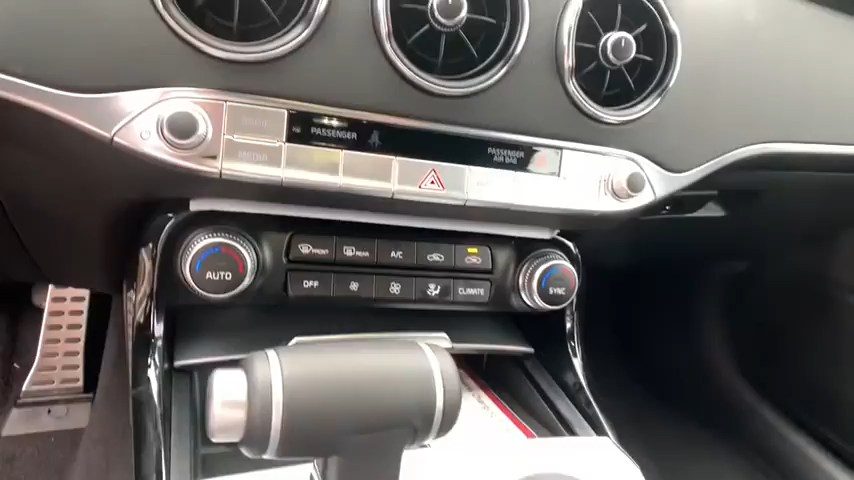 PASSENGER
PASSENGER
AIR BAG
FRONT
REAR
A/C
AUTO
OFF
CLIMATE
SYNC